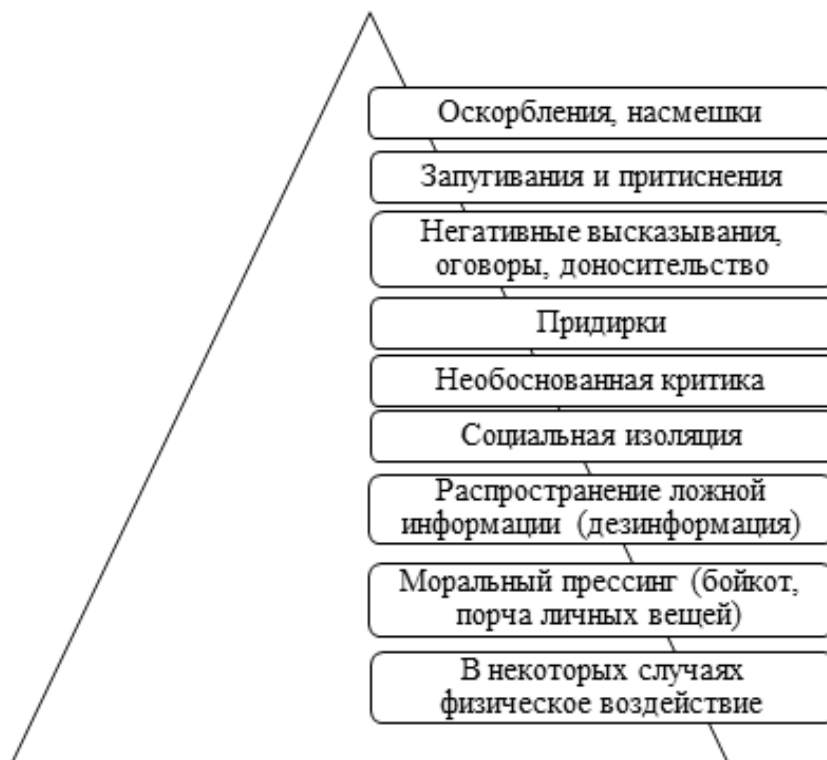 Оскорбления, насмешки
Запугивания и притиснения
Негативные высказывания,
оговоры, доносительство
Придирки
Необоснованная критика
Социальная изоляция
Распространение ложной
информации (дезинформация)
Моральный прессинг (бойкот,
порча личных вещей)
В некоторых случаях
физическое воздействие